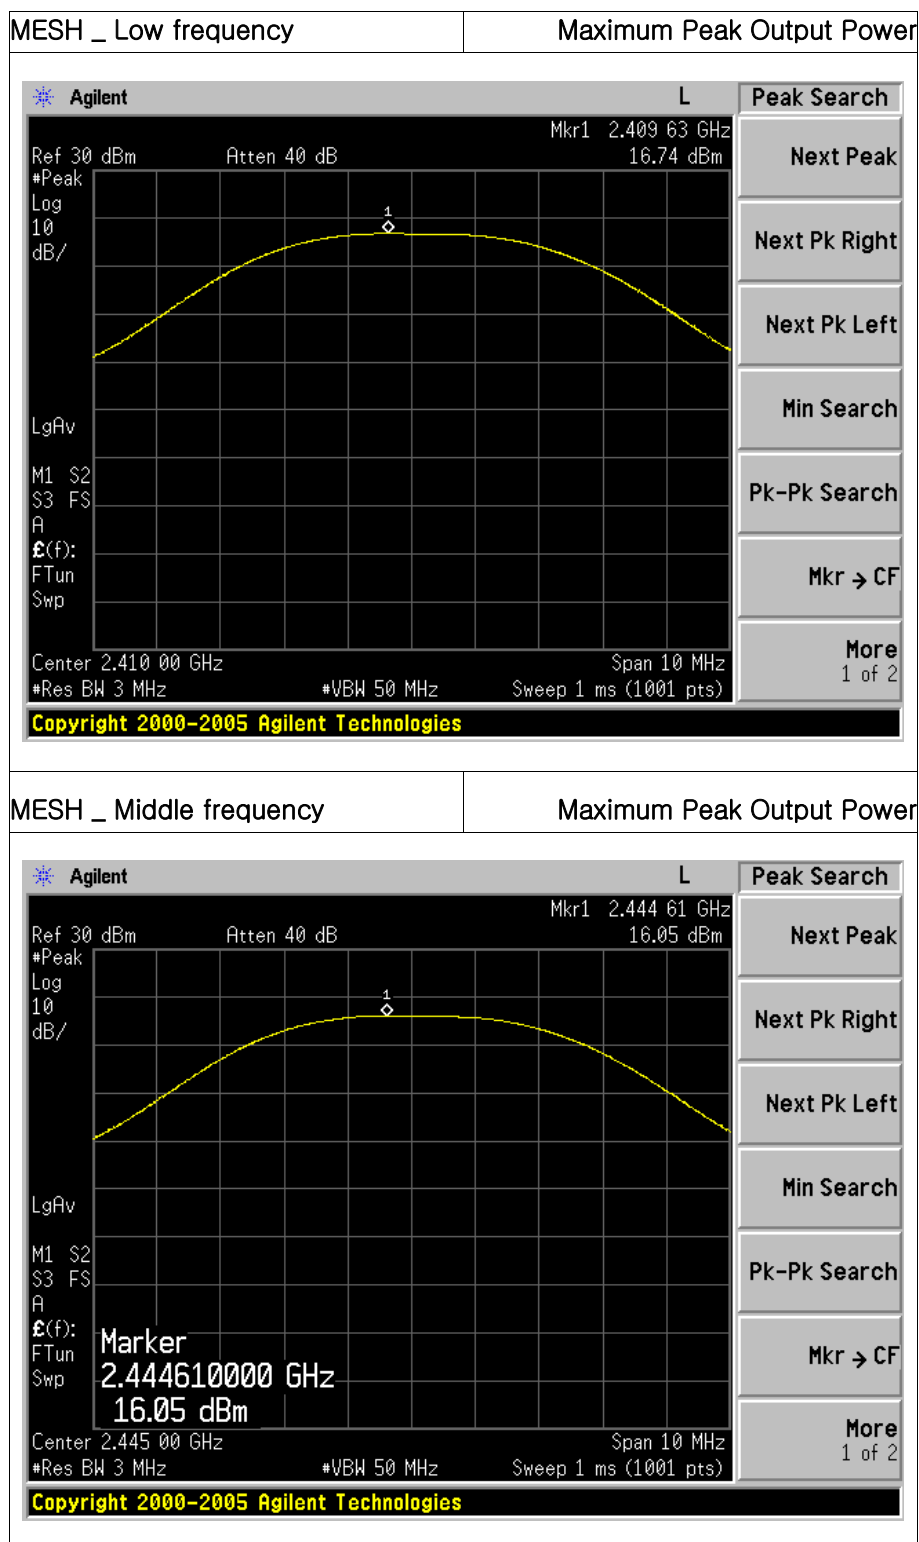 MESH _ Low frequency Maximum Peak Output Power
Agilent L Peak Search
Mkr1 2.409 63 GHz
Ref 30 dBm Atten 40 dB 16.74 dBm
#Peak
Log
10
dB/
1
LgAv
M1 S2
S3 FS
A
£(f):
FTun
Swp
Center 2.410 00 GHz Span 10 MHz
#Res BW 3 MHz #VBW 50 MHz Sweep 1 ms (1001 pts)
Copyright 2000-2005 Agilent Technologies
Next Peak
Next Pk Right
Next Pk Left
Min Search
Pk-Pk Search
Mkr → CF
More
1 of 2
MESH _ Middle frequency Maximum Peak Output Power
Agilent L Peak Search
Mkr1 2.444 61 GHz
Ref 30 dBm Atten 40 dB 16.05 dBm
#Peak
Log
10
dB/
1
LgAv
M1 S2
S3 FS
A
£(f):
FTun
Swp
Marker
2.444610000 GHz
16.05 dBm
Center 2.445 00 GHz Span 10 MHz
#Res BW 3 MHz #VBW 50 MHz Sweep 1 ms (1001 pts)
Copyright 2000-2005 Agilent Technologies
Next Peak
Next Pk Right
Next Pk Left
Min Search
Pk-Pk Search
Mkr → CF
More
1 of 2